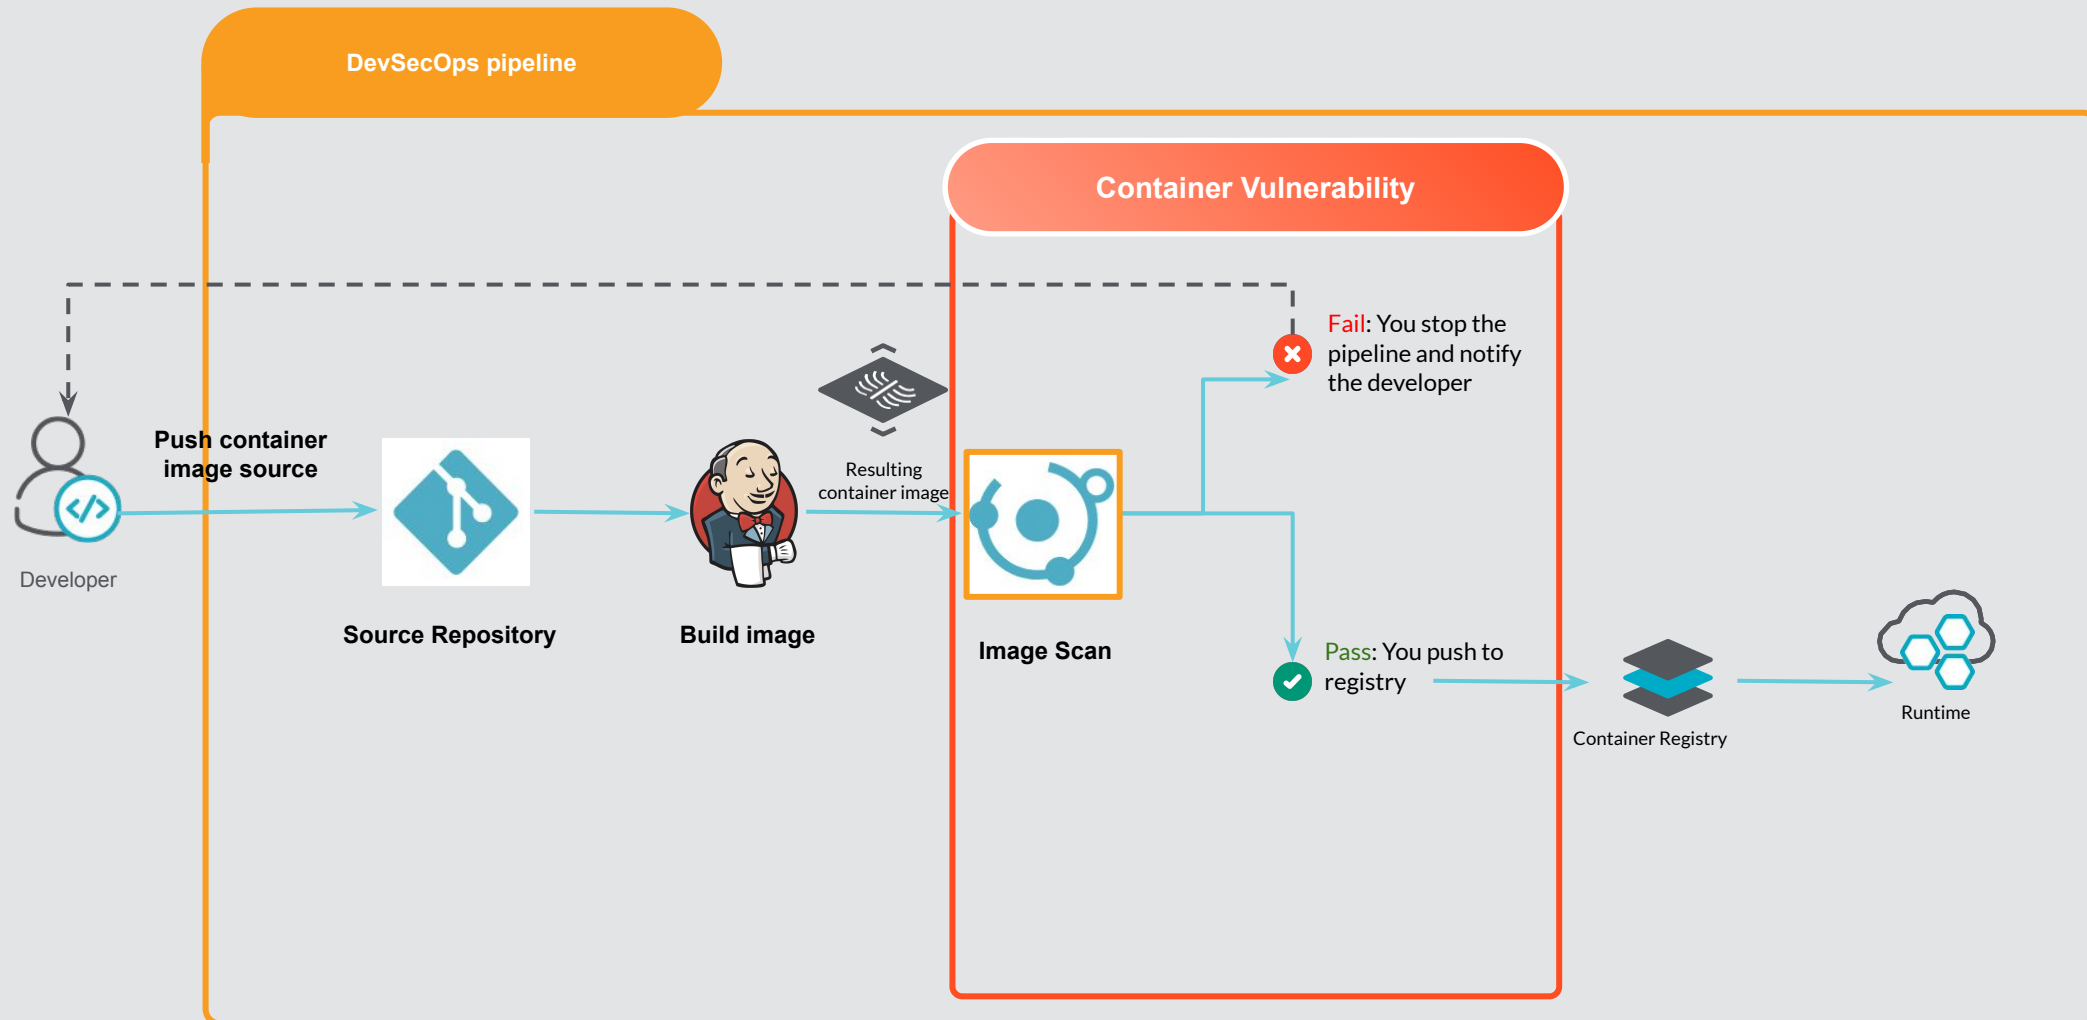 DevSecOps pipeline
Container Vulnerability
Fail: You stop the
pipeline and notify
the developer
Push container
image source
Resulting
container image
Developer
Source Repository
Build image
Image Scan
Pass: You push to
registry
Container Registry
Runtime